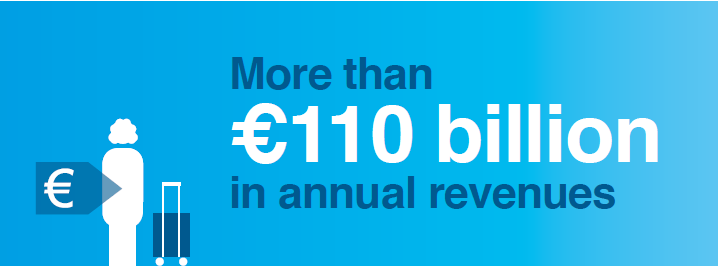 More than
€110 billion
in annual revenues
€